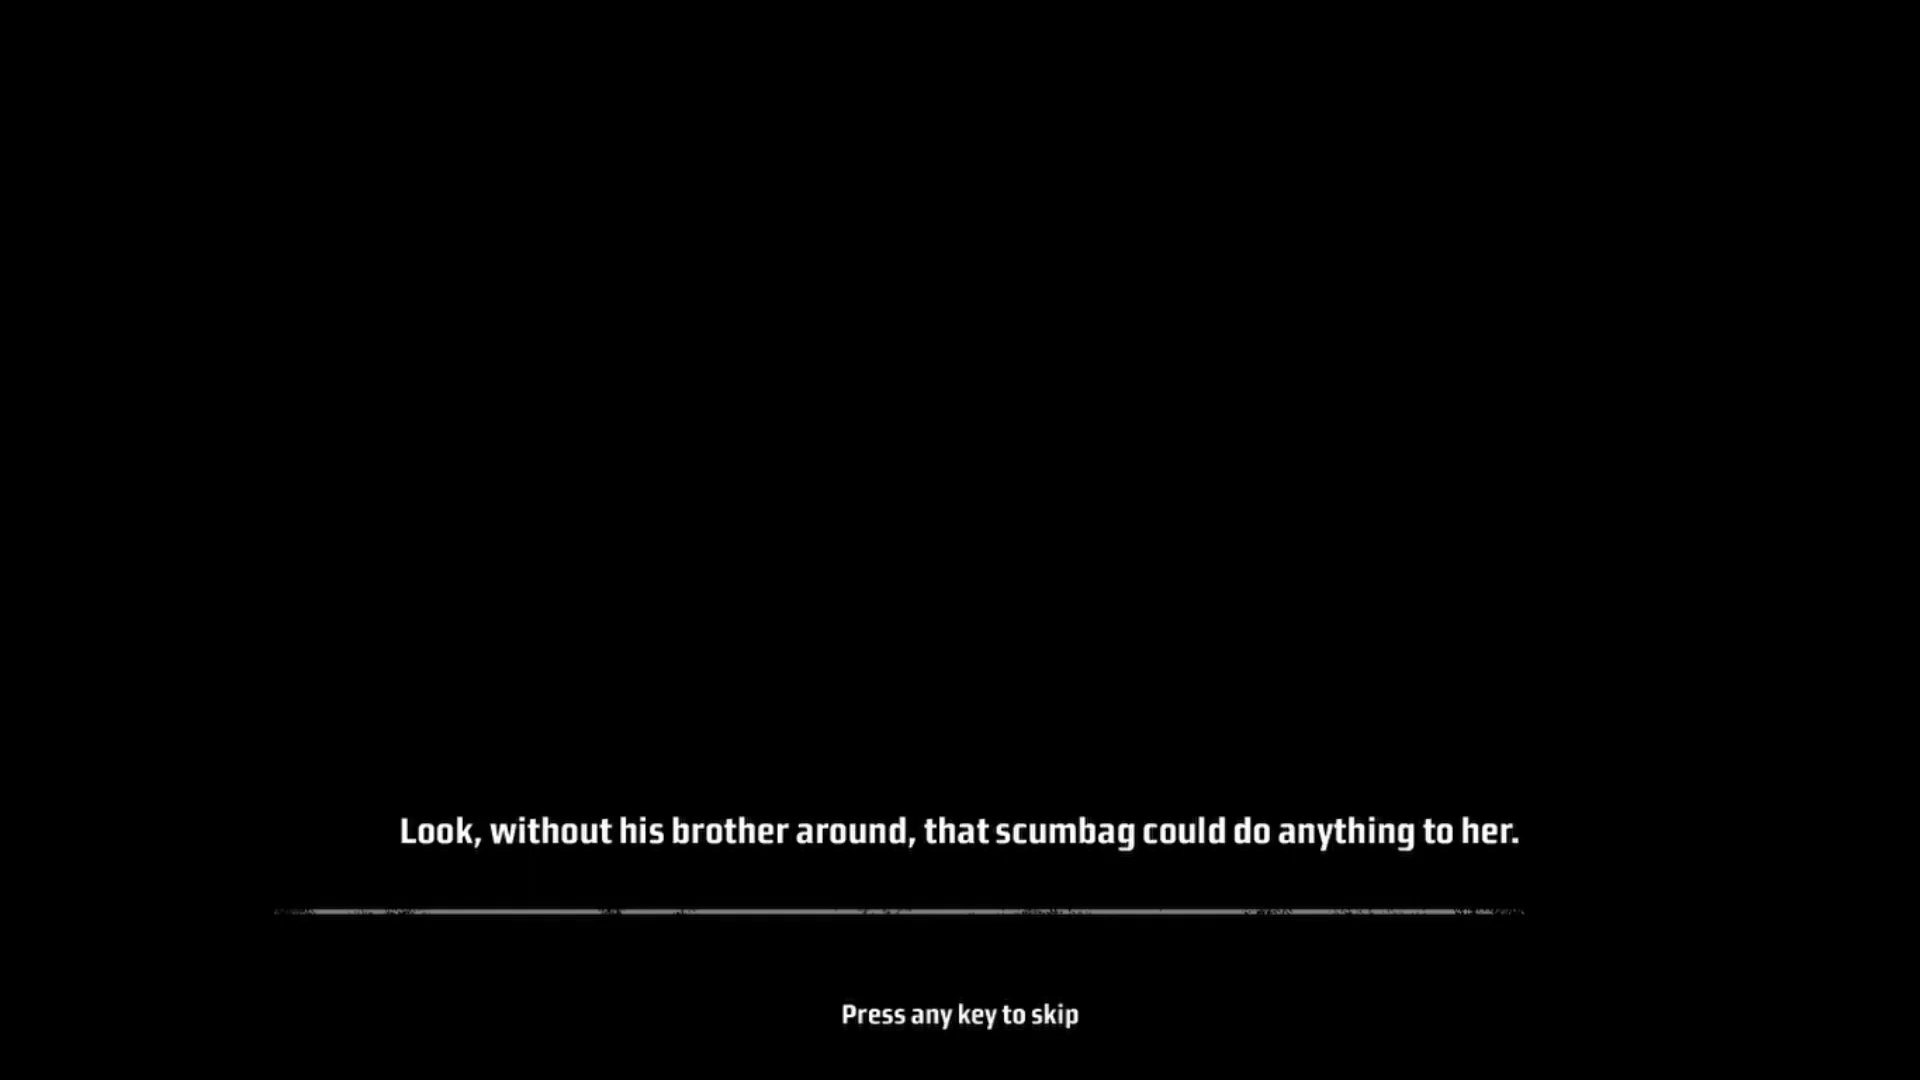 Look, without his brother around, that scumbag could do anything to her.
Press any key to skip